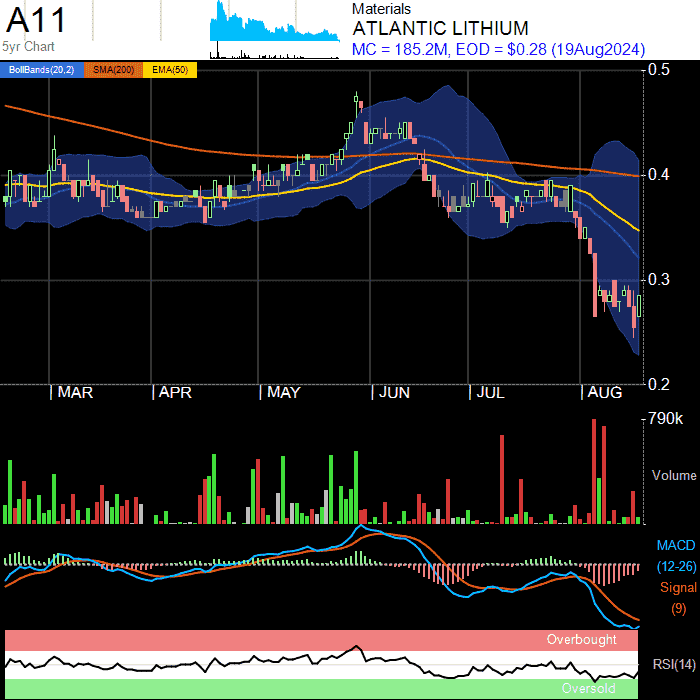 A11
5yr Chart
Materials
ATLANTIC LITHIUM
MC = 185.2M, EOD = $0.28 (19Aug2024)
BollBands(20,2) SMA(200) EMA(50)
0.5
0.4
0.3
0.2
MAR APR MAY JUN JUL AUG
790k
Volume
MACD
(12-26)
Signal
(9)
Overbought
RSI(14)
Oversold